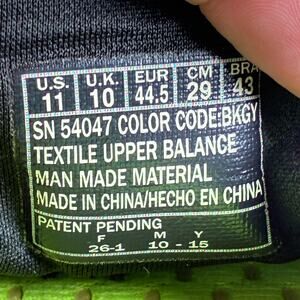 U.S. U.K. EUR CM BRA
11 10 44.5 29 43
SN 54047 COLOR CODE:BKGY
TEXTILE UPPER BALANCE
MAN MADE MATERIAL
MADE IN CHINA/HECHO EN CHINA
PATENT PENDING
F M Y
26-1 10 - 15